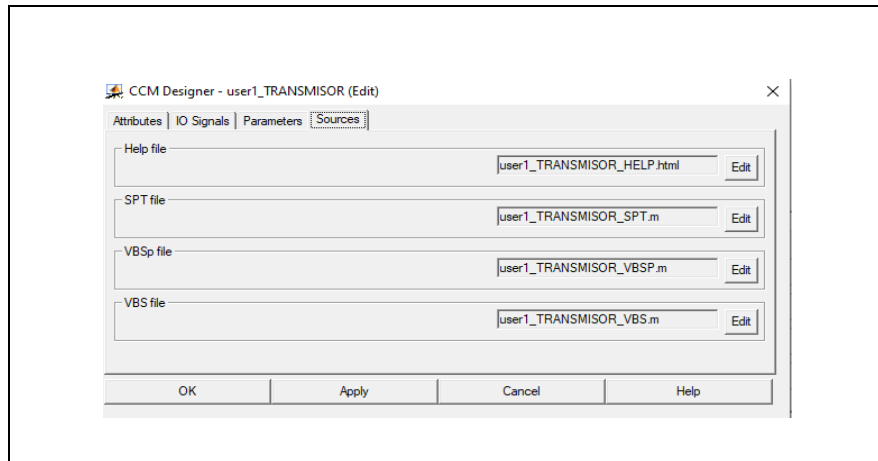 CCM Designer - user1_TRANSMISOR (Edit)
Attributes IO Signals Parameters Sources
Help file
user1_TRANSMISOR_HELP.html Edit
SPT file
user1_TRANSMISOR_SPT.m Edit
VBSp file
user1_TRANSMISOR_VBSP.m Edit
VBS file
user1_TRANSMISOR_VBS.m Edit
OK Apply Cancel Help